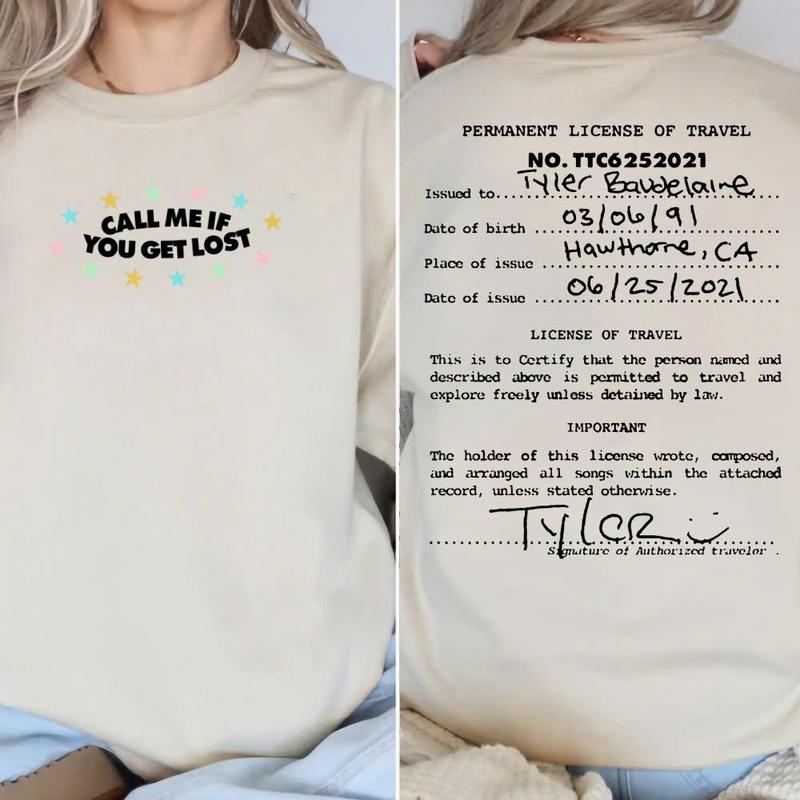 CALL ME IF
YOU GET LOST
PERMANENT LICENSE OF TRAVEL
NO. TTC6252021
Issued to.... Tyler Baudelaire ....
Date of birth .... 03/06/91 ....
Place of issue .... Hawthorne, CA ....
Date of issue .... 06/25/2021 ....
LICENSE OF TRAVEL
This is to Certify that the person named and
described above is permitted to travel and
explore freely unless detained by law.
IMPORTANT
The holder of this license wrote, composed,
and arranged all songs within the attached
record, unless stated otherwise.
TyleR
Signature of Authorized travelor .